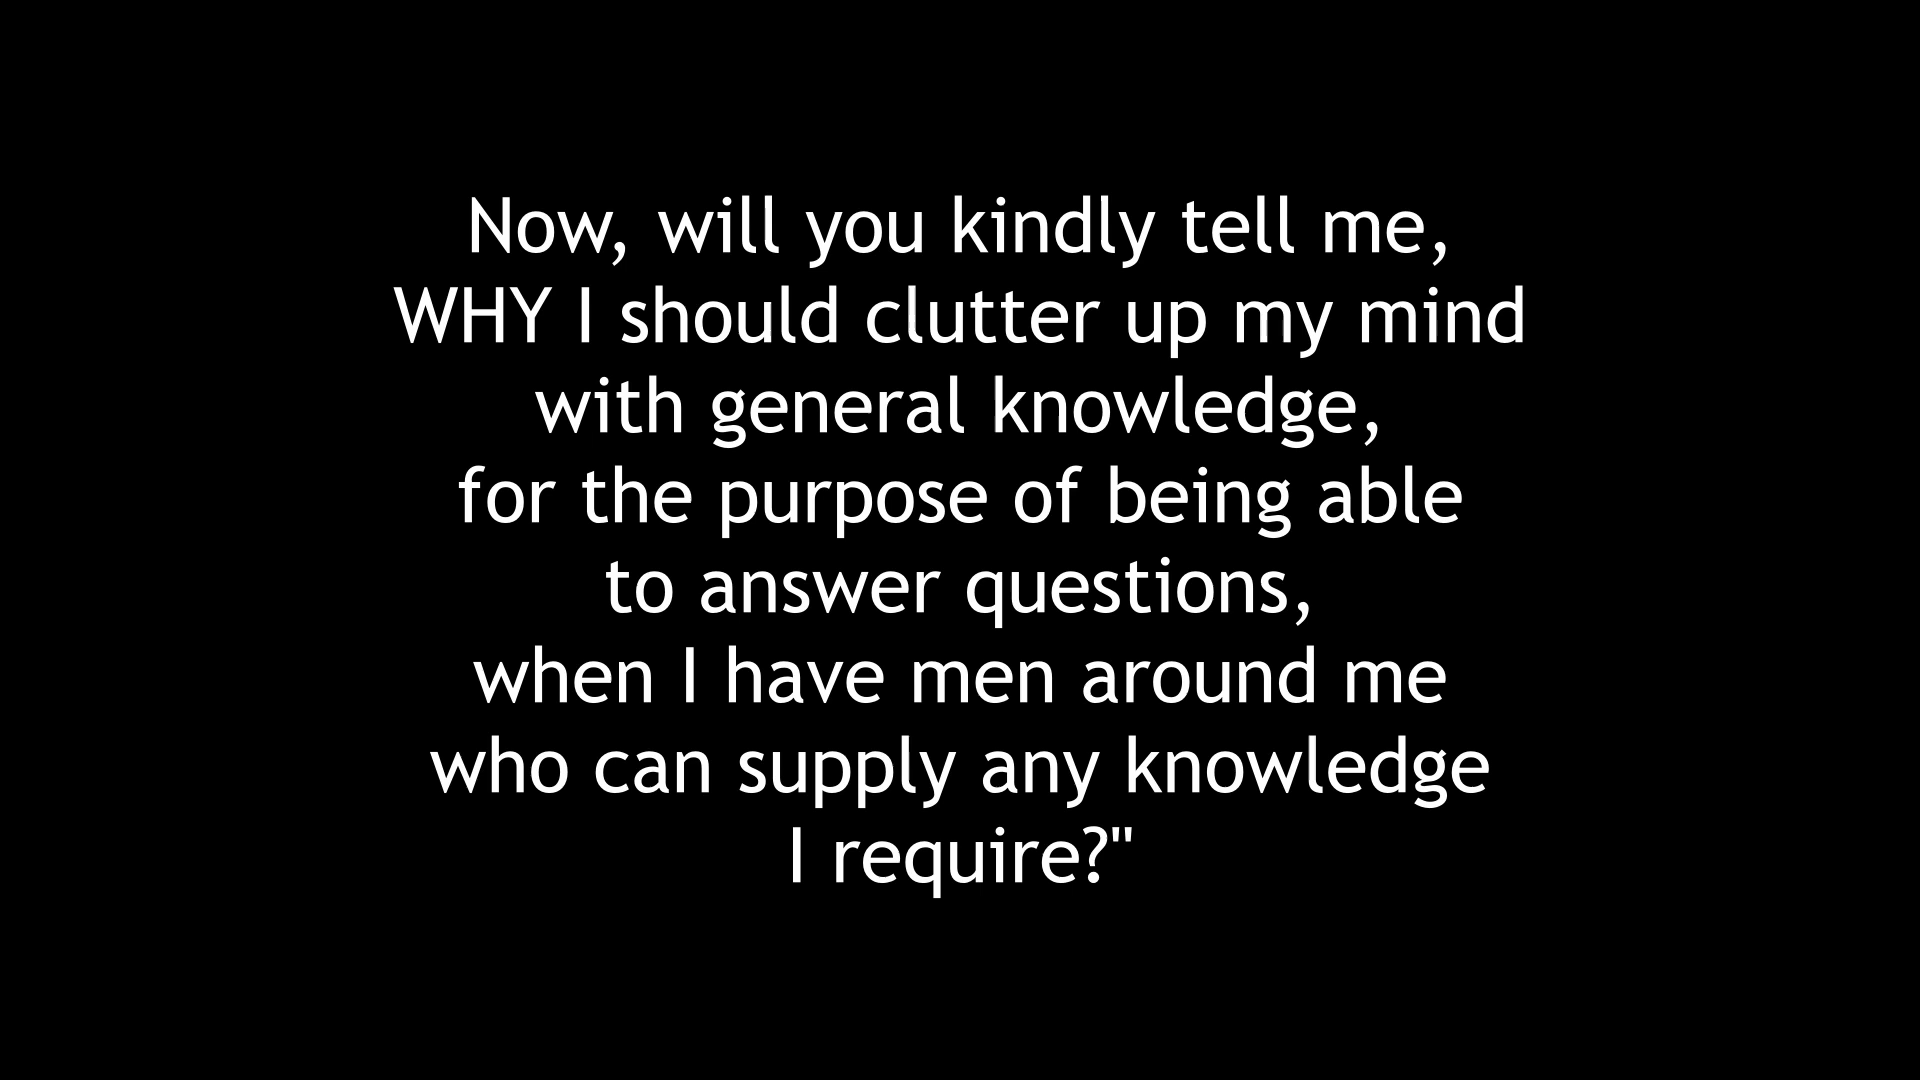 Now, will you kindly tell me,
WHY I should clutter up my mind
with general knowledge,
for the purpose of being able
to answer questions,
when I have men around me
who can supply any knowledge
I require?"